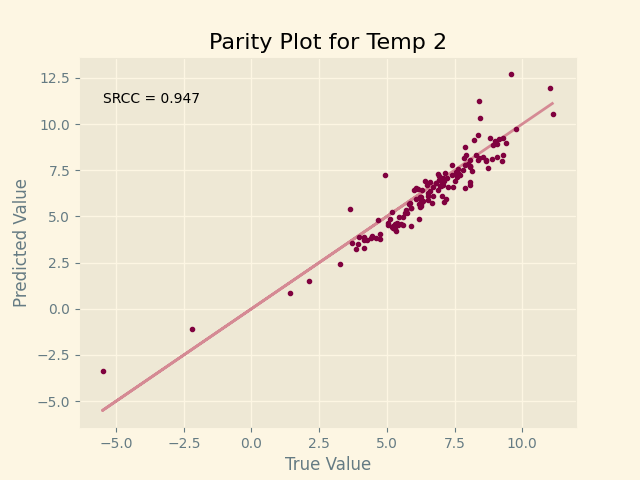 Parity Plot for Temp 2
SRCC = 0.947
12.5
10.0
7.5
5.0
2.5
0.0
−2.5
−5.0
Predicted Value
−5.0 −2.5 0.0 2.5 5.0 7.5 10.0
True Value